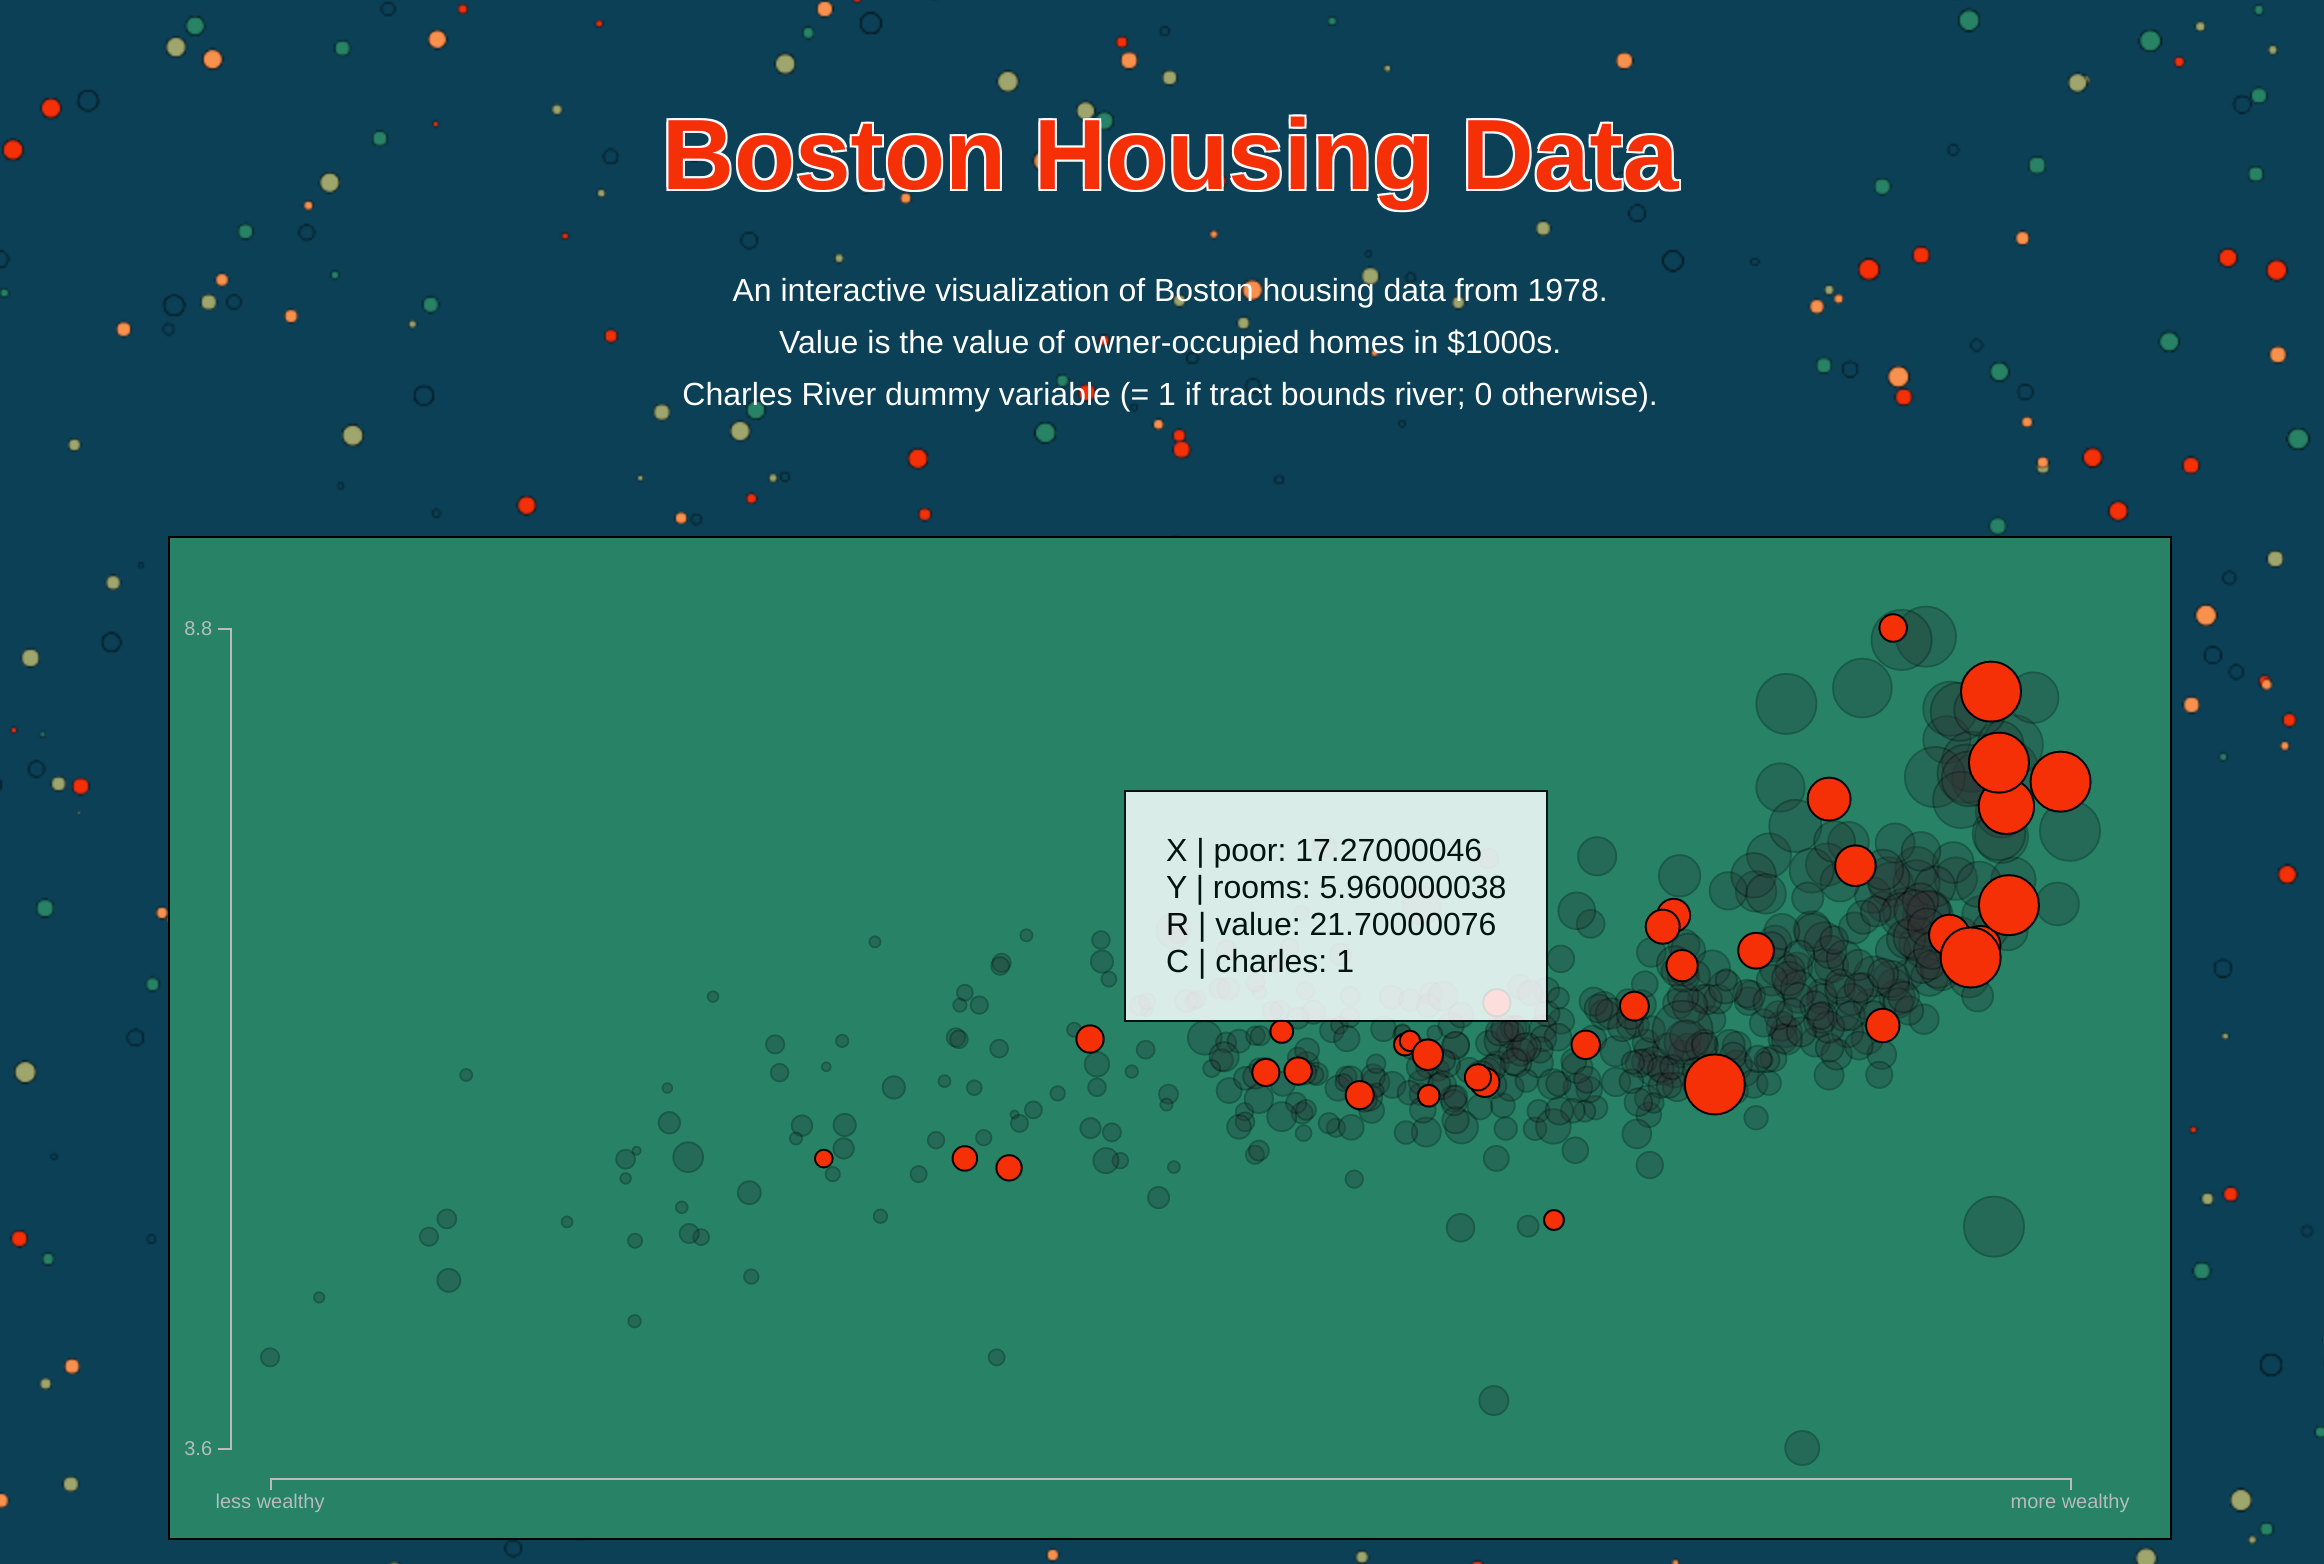 Boston Housing Data
An interactive visualization of Boston housing data from 1978.
Value is the value of owner-occupied homes in $1000s.
Charles River dummy variable (= 1 if tract bounds river; 0 otherwise).
8.8
X | poor: 17.27000046
Y | rooms: 5.960000038
R | value: 21.70000076
C | charles: 1
3.6
less wealthy
more wealthy